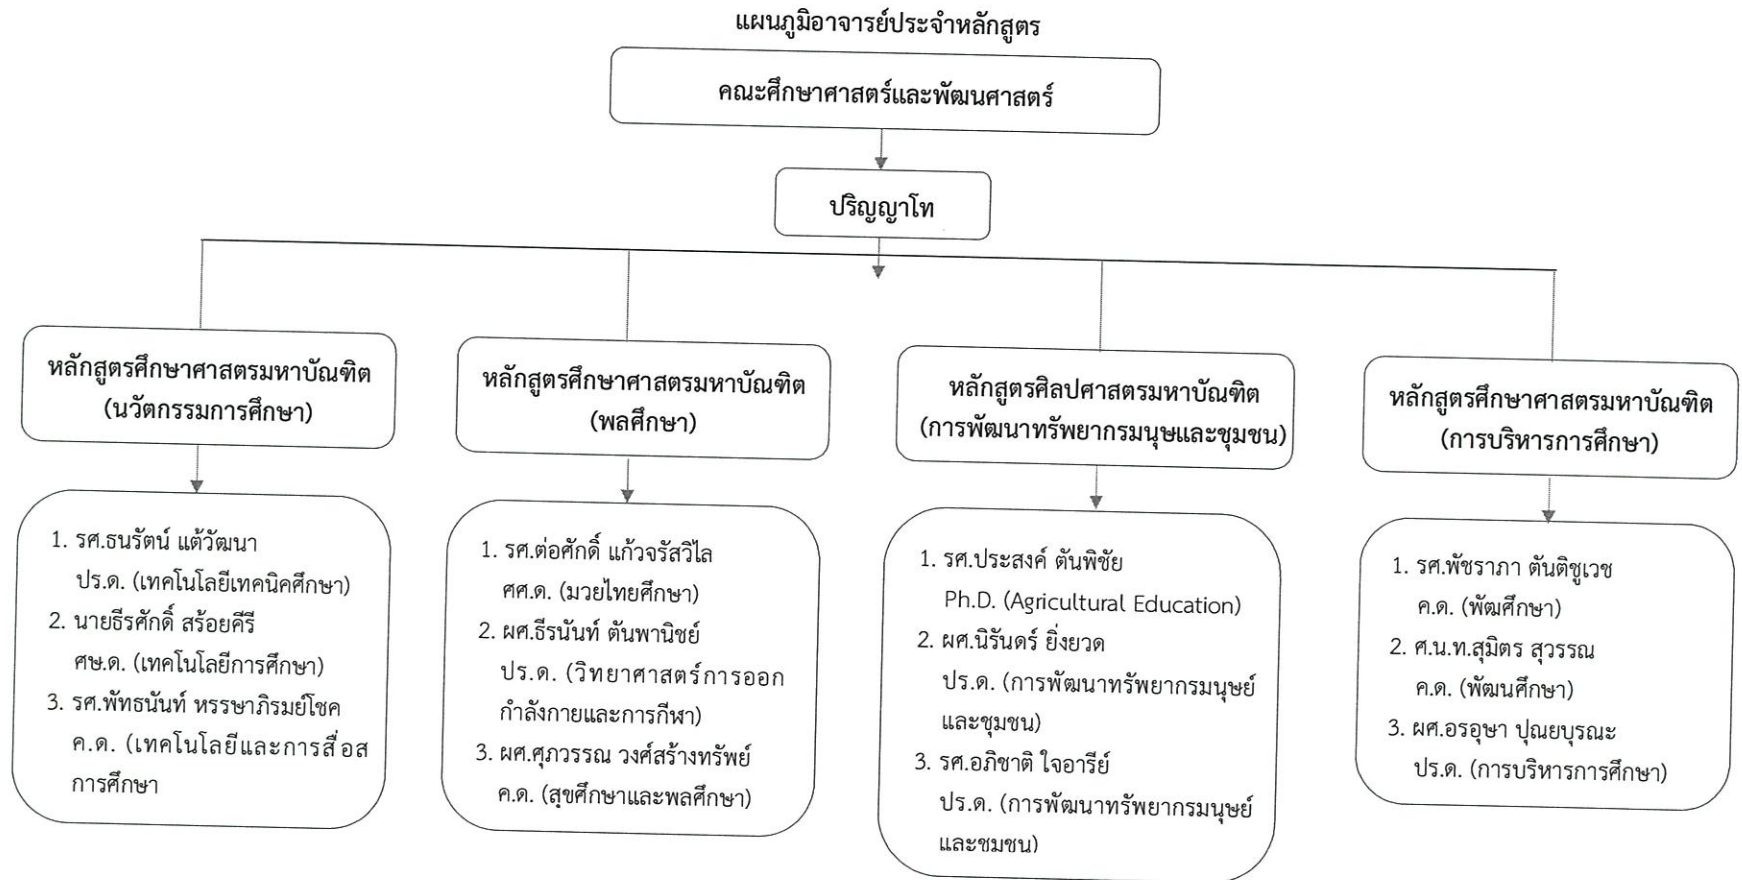 แผนภูมิอาจารย์ประจำหลักสูตร
คณะศึกษาศาสตร์และพัฒนศาสตร์
ปริญญาโท
หลักสูตรศึกษาศาสตรมหาบัณฑิต
(นวัตกรรมการศึกษา)
1. รศ.ธนรัตน์ แต้วัฒนา
ปร.ด. (เทคโนโลยีเทคนิคศึกษา)
2. นายธีรศักดิ์ สร้อยคีรี
ศษ.ด. (เทคโนโลยีการศึกษา)
3. รศ.พัทธนันท์ หรรษาภิรมย์โชค
ค.ด. (เทคโนโลยีและการสื่อส
การศึกษา
หลักสูตรศึกษาศาสตรมหาบัณฑิต
(พลศึกษา)
1. รศ.ต่อศักดิ์ แก้วจรัสวิไล
ศศ.ด. (มวยไทยศึกษา)
2. ผศ.ธีรนันท์ ตันพานิชย์
ปร.ด. (วิทยาศาสตร์การออก
กำลังกายและการกีฬา)
3. ผศ.ศุภวรรณ วงศ์สร้างทรัพย์
ค.ด. (สุขศึกษาและพลศึกษา)
หลักสูตรศิลปศาสตรมหาบัณฑิต
(การพัฒนาทรัพยากรมนุษและชุมชน)
1. รศ.ประสงค์ ตันพิชัย
Ph.D. (Agricultural Education)
2. ผศ.นิรันดร์ ยิ่งยวด
ปร.ด. (การพัฒนาทรัพยากรมนุษย์
และชุมชน)
3. รศ.อภิชาติ ใจอารีย์
ปร.ด. (การพัฒนาทรัพยากรมนุษย์
และชมชน)
หลักสูตรศึกษาศาสตรมหาบัณฑิต
(การบริหารการศึกษา)
1. รศ.พัชราภา ตันติชูเวช
ค.ด. (พัฒศึกษา)
2. ศ.น.ท.สุมิตร สุวรรณ
ค.ด. (พัฒนศึกษา)
3. ผศ.อรอุษา ปุณยบุรณะ
ปร.ด. (การบริหารการศึกษา)